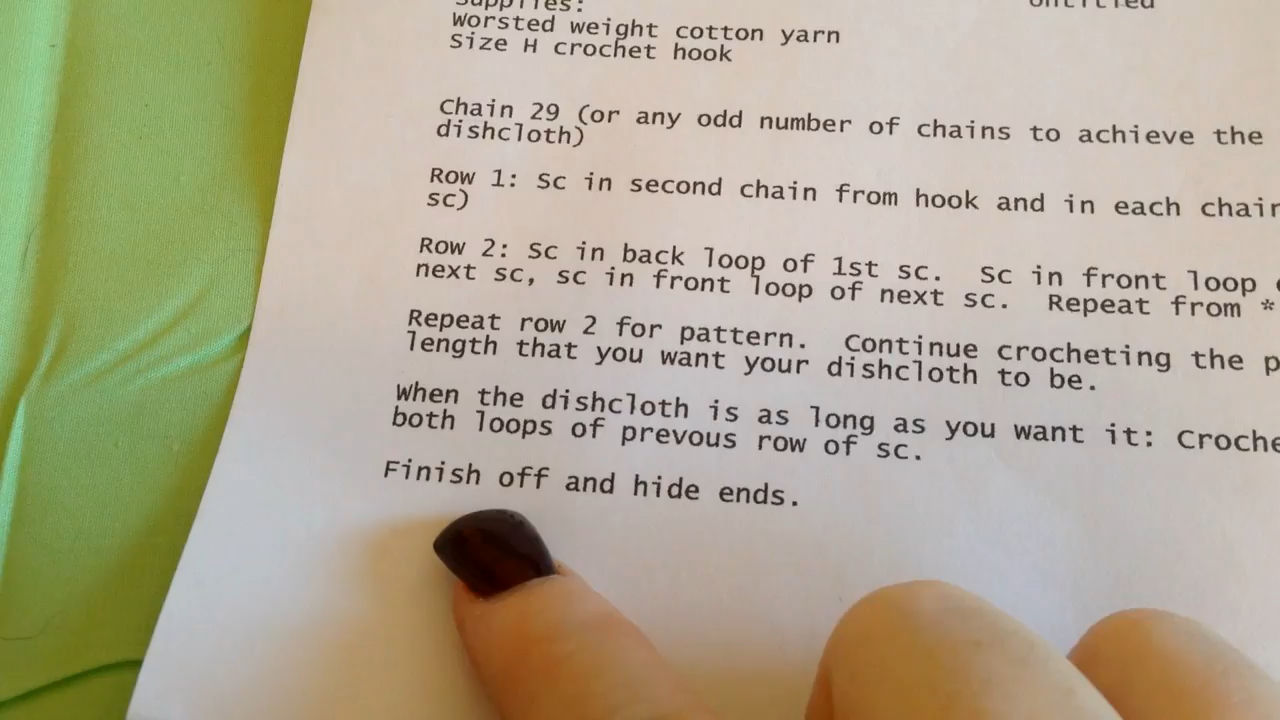 Supplies:
Untitled
worsted weight cotton yarn
Size H crochet hook
Chain 29 (or any odd number of chains to achieve the
dishcloth)
Row 1: Sc in second chain from hook and in each chain
sc)
Row 2: Sc in back loop of 1st sc. Sc in front loop
next sc, sc in front loop of next sc. Repeat from *
Repeat row 2 for pattern. Continue crocheting the
length that you want your dishcloth to be.
When the dishcloth is as long as you want it:
both loops of prevous row of sc.
Finish off and hide ends.